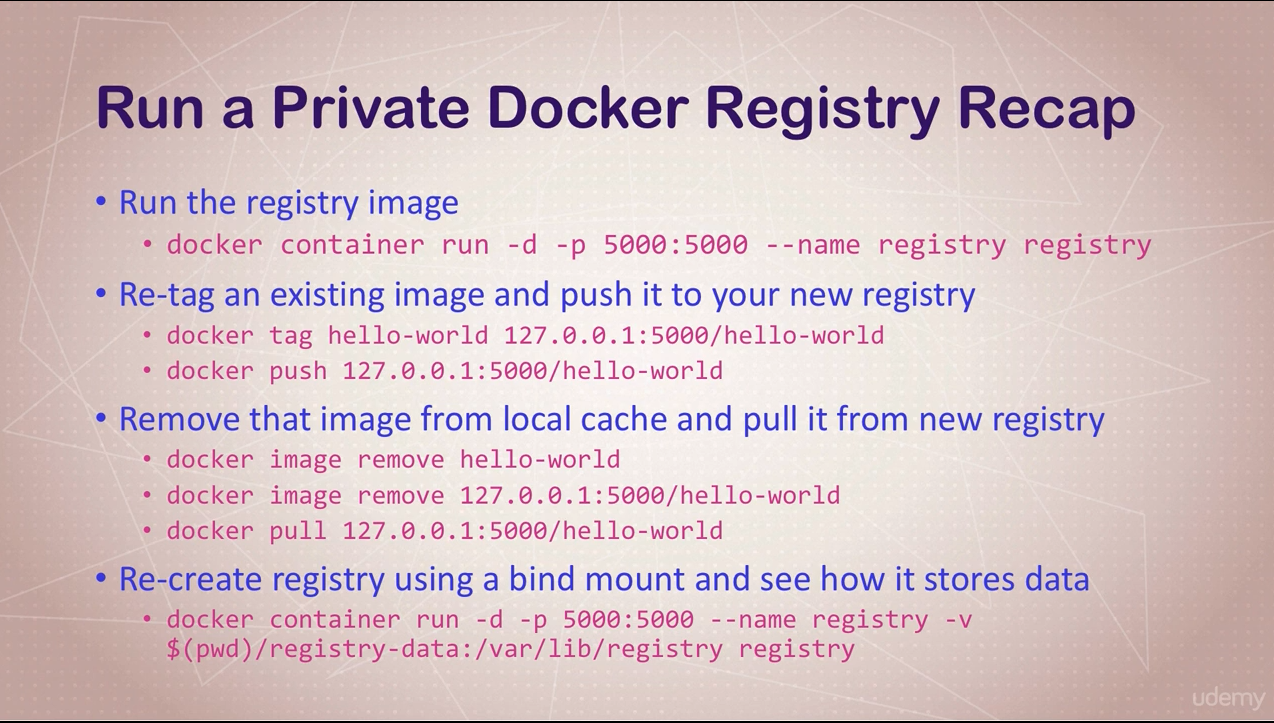 Run a Private Docker Registry Recap
• Run the registry image
• docker container run -d -p 5000:5000 --name registry registry
• Re-tag an existing image and push it to your new registry
• docker tag hello-world 127.0.0.1:5000/hello-world
• docker push 127.0.0.1:5000/hello-world
• Remove that image from local cache and pull it from new registry
• docker image remove hello-world
• docker image remove 127.0.0.1:5000/hello-world
• docker pull 127.0.0.1:5000/hello-world
• Re-create registry using a bind mount and see how it stores data
• docker container run -d -p 5000:5000 --name registry -v
$(pwd)/registry-data:/var/lib/registry registry
udemy